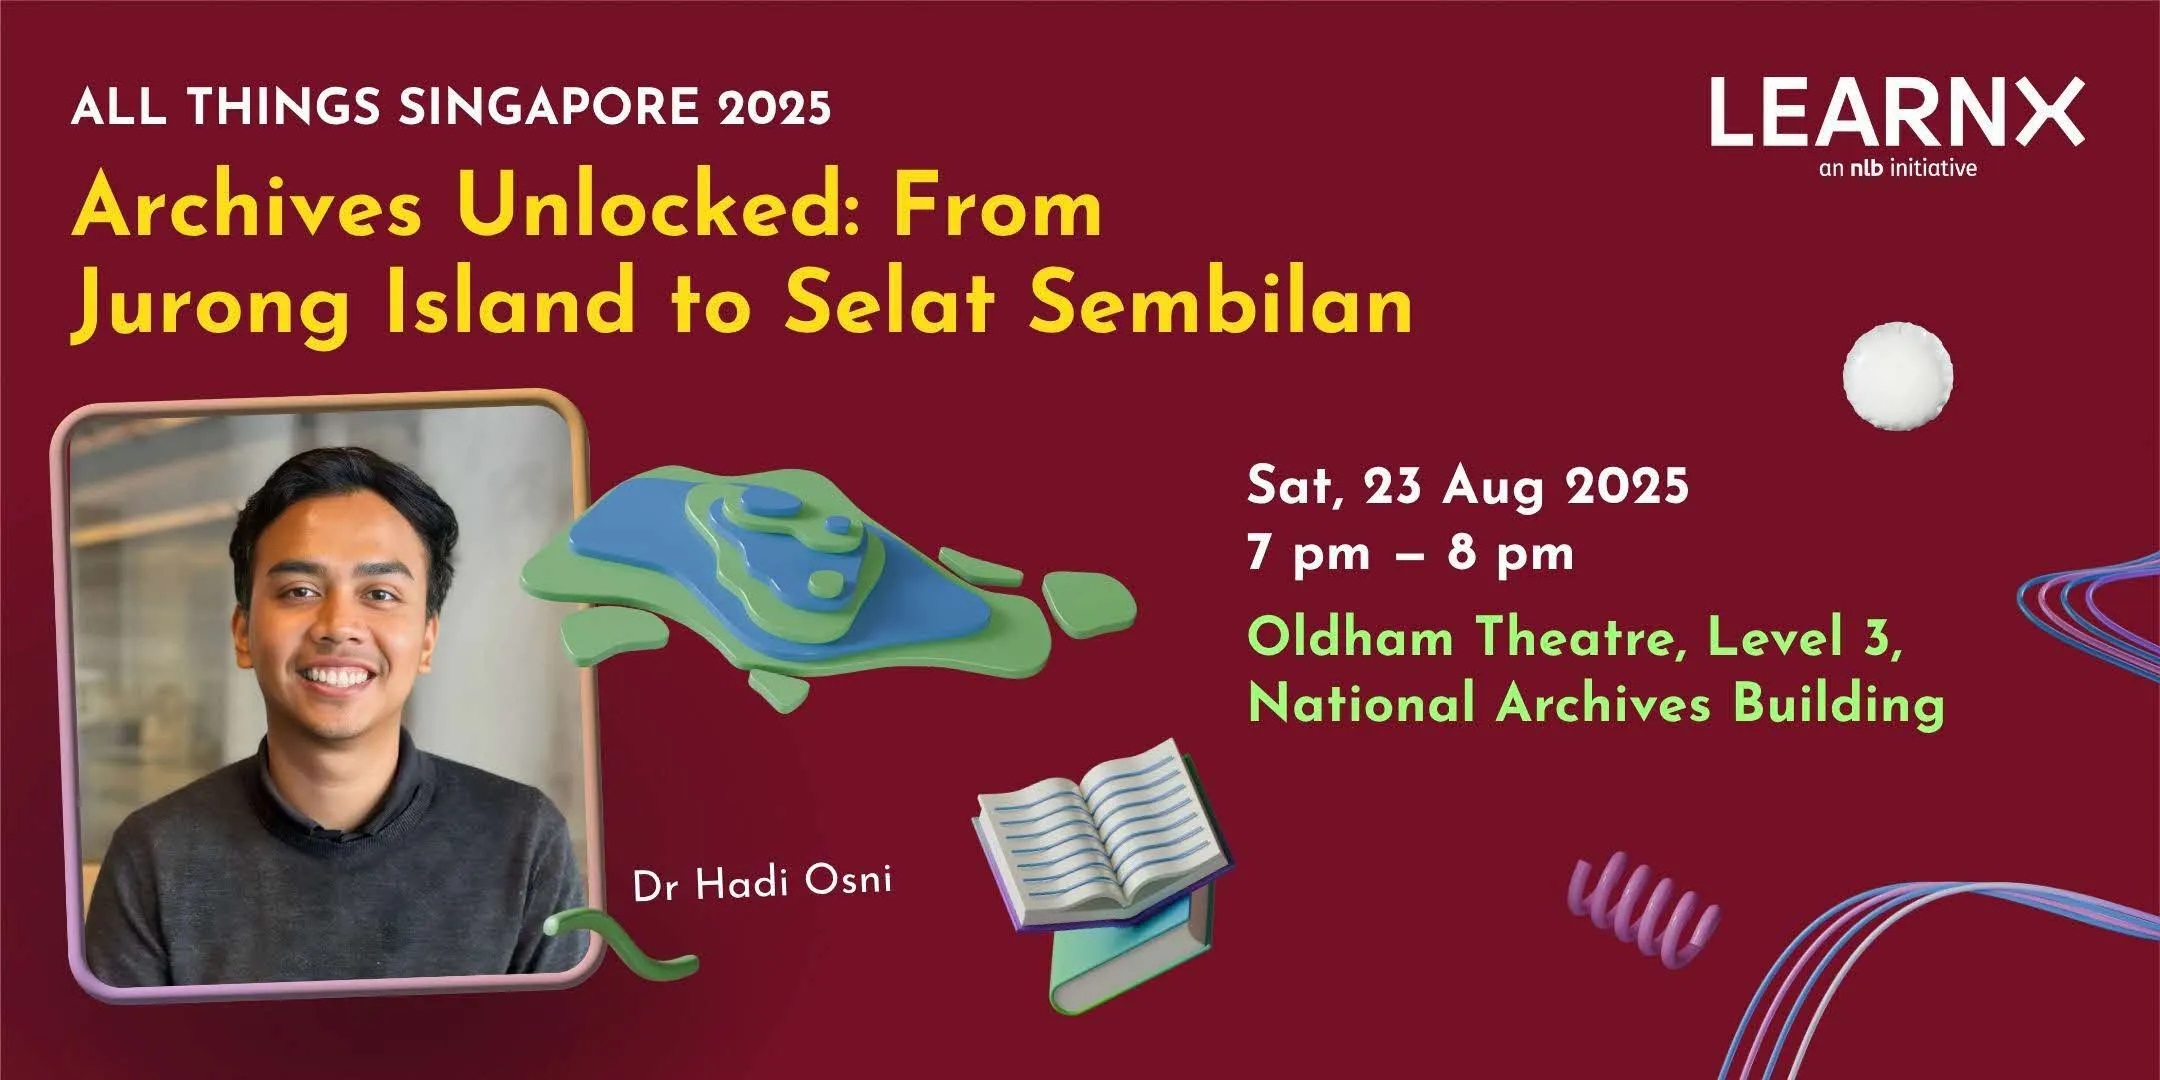 ALL THINGS SINGAPORE 2025
LEARNX
an nlb initiative
Archives Unlocked: From
Jurong Island to Selat Sembilan
Sat, 23 Aug 2025
7 pm – 8 pm
Oldham Theatre, Level 3,
National Archives Building
Dr Hadi Osni